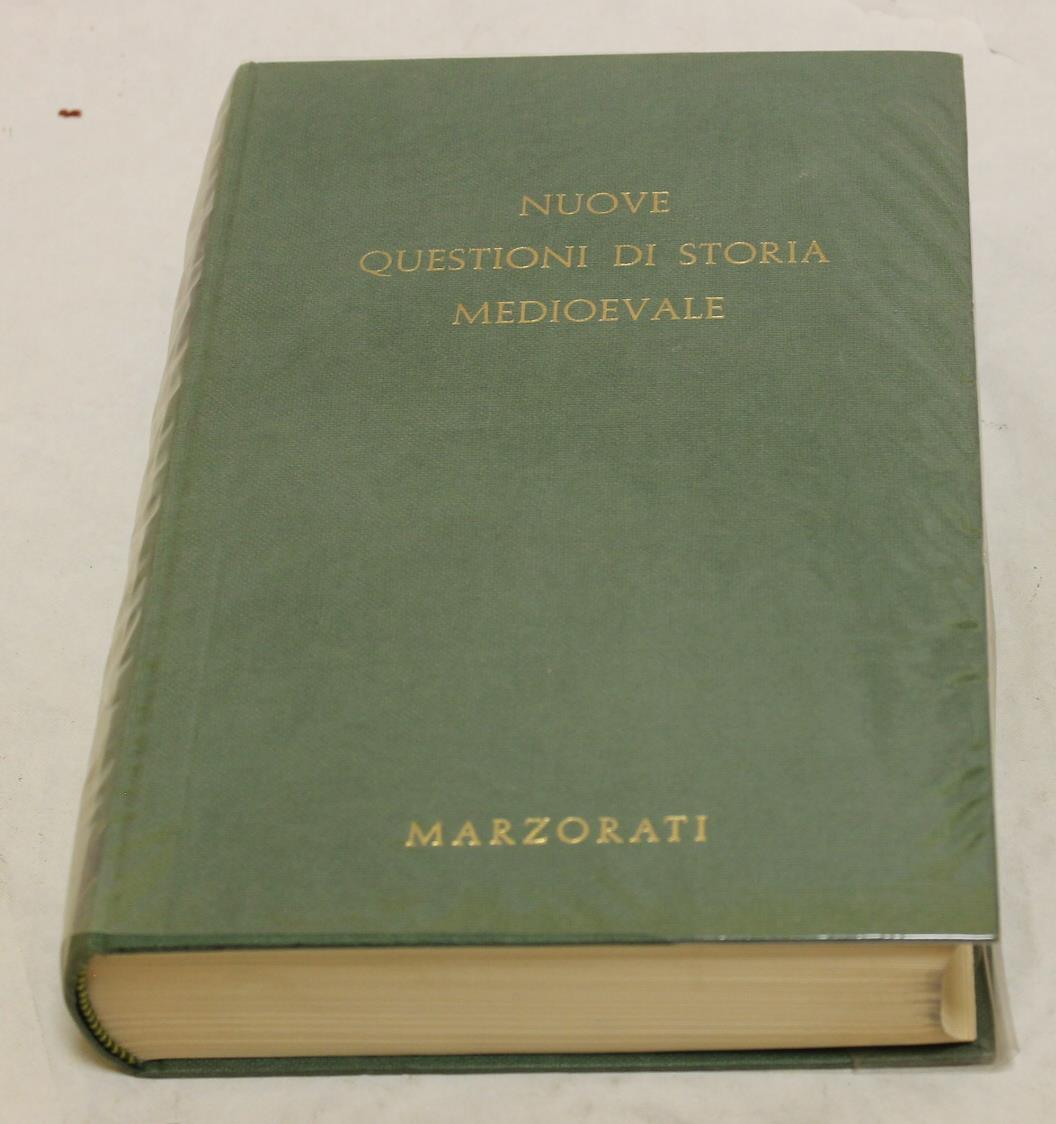 NUOVE
QUESTIONI DI STORIA
MEDIOEVALE
MARZORATI